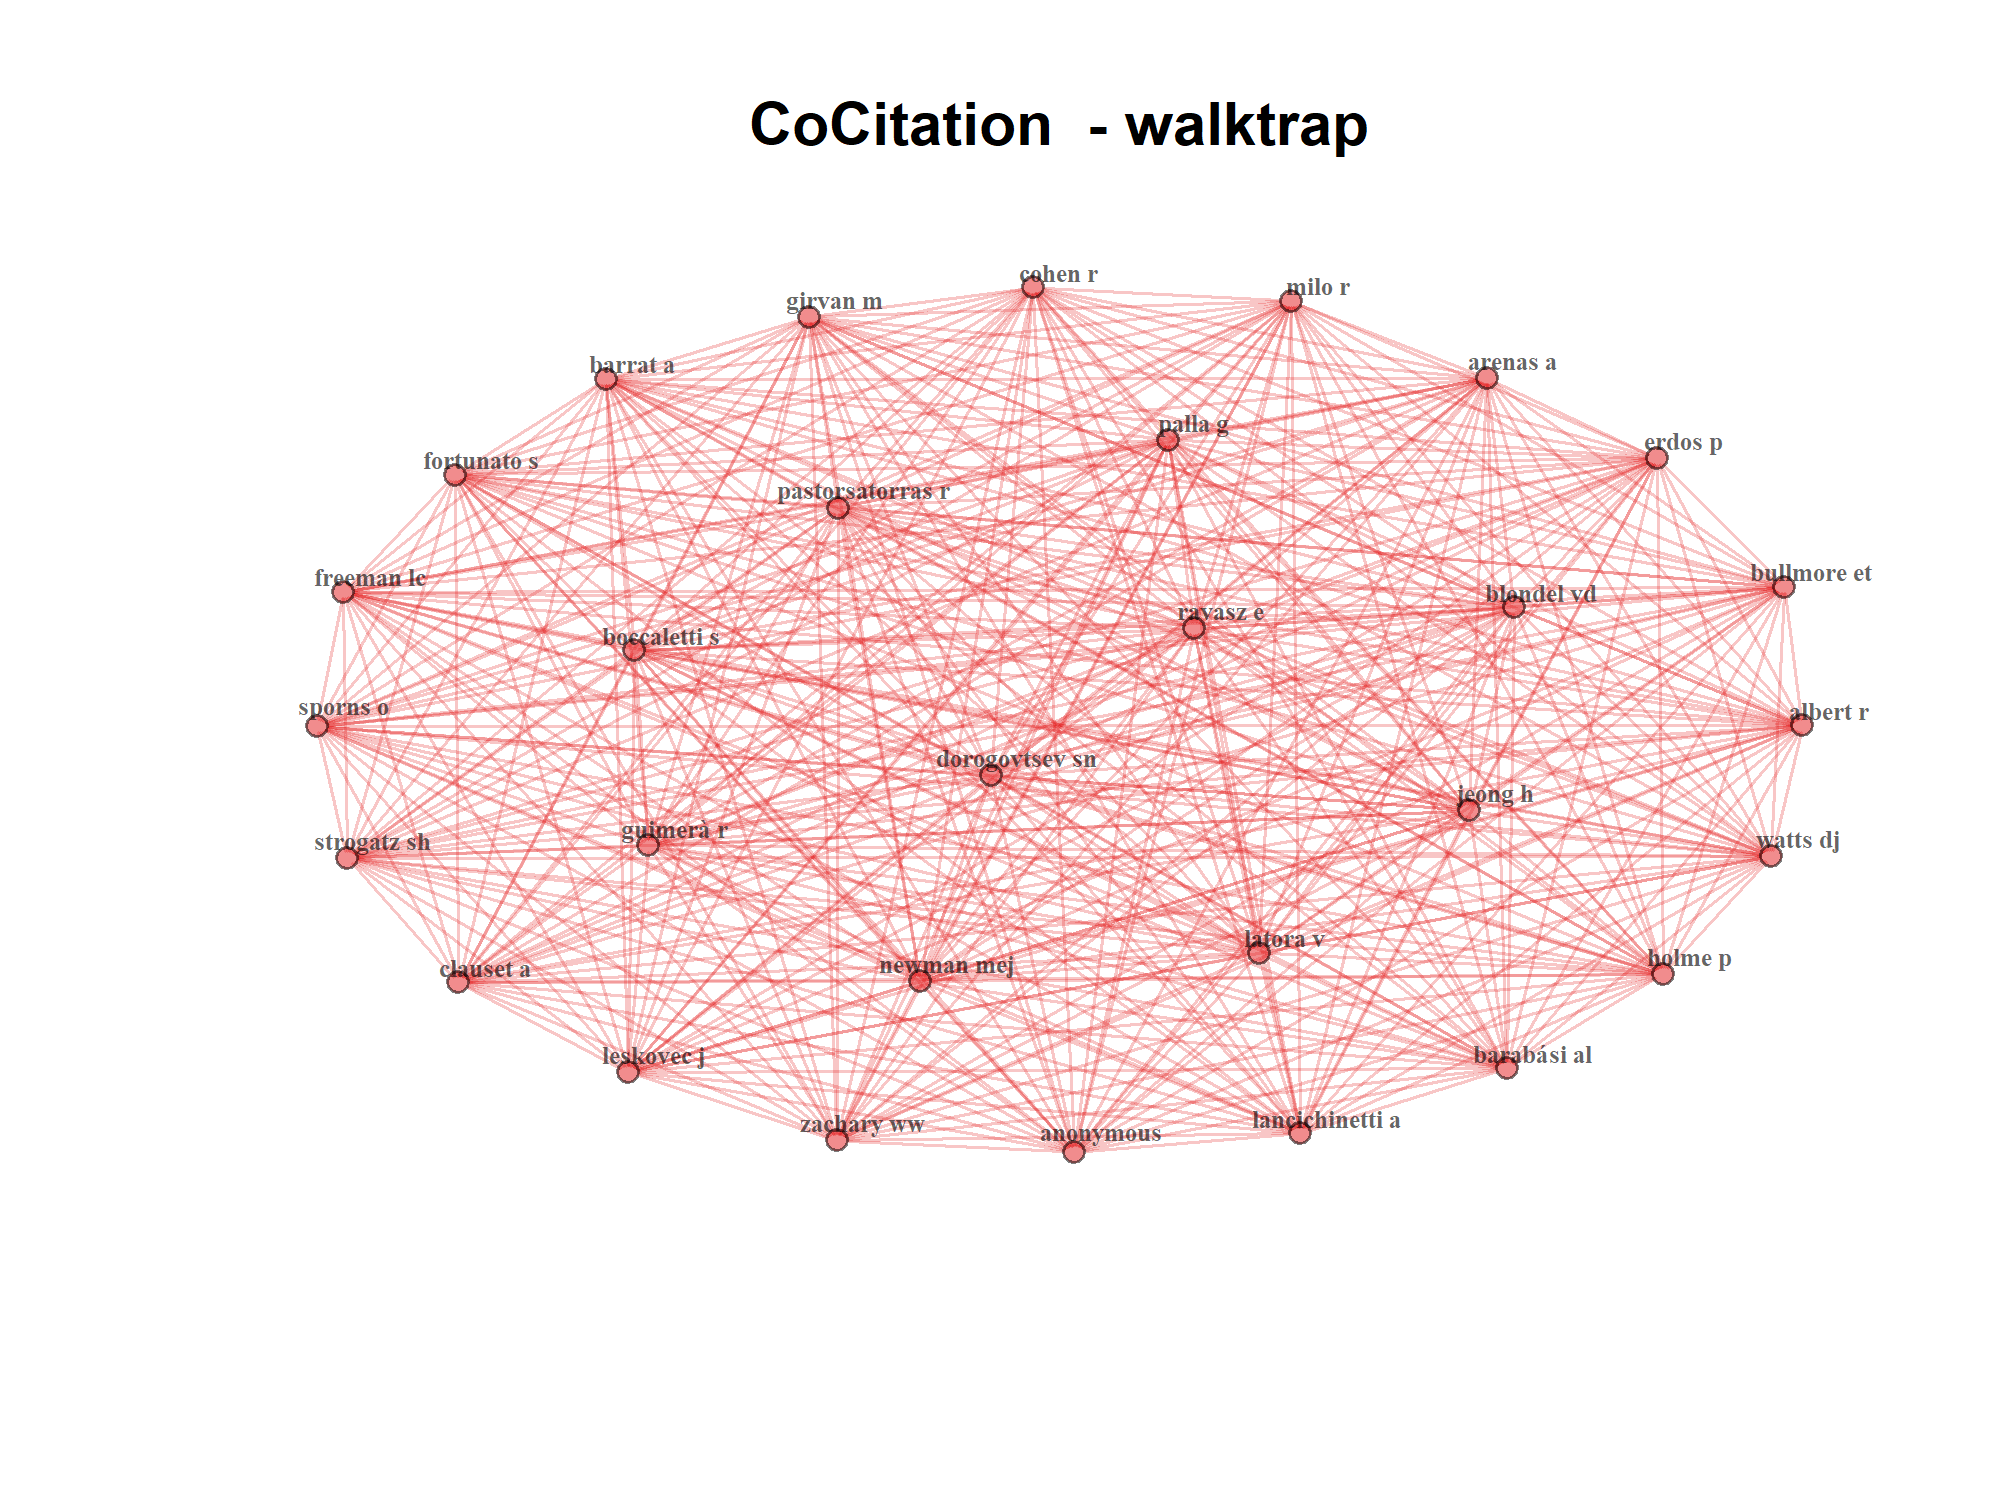 CoCitation  - walktrap
cohen r
milo r
girvan m
barrat a
arenas a
palla g
erdos p
fortunato s
pastorsatorras r
bullmore et
freeman lc
blondel vd
ravasz e
boccaletti s
sporns o
albert r
dorogovtsev sn
jeong h
guimerà r
strogatz sh
watts dj
latora v
holme p
newman mej
clauset a
barabási al
leskovec j
lancichinetti a
zachary ww
anonymous